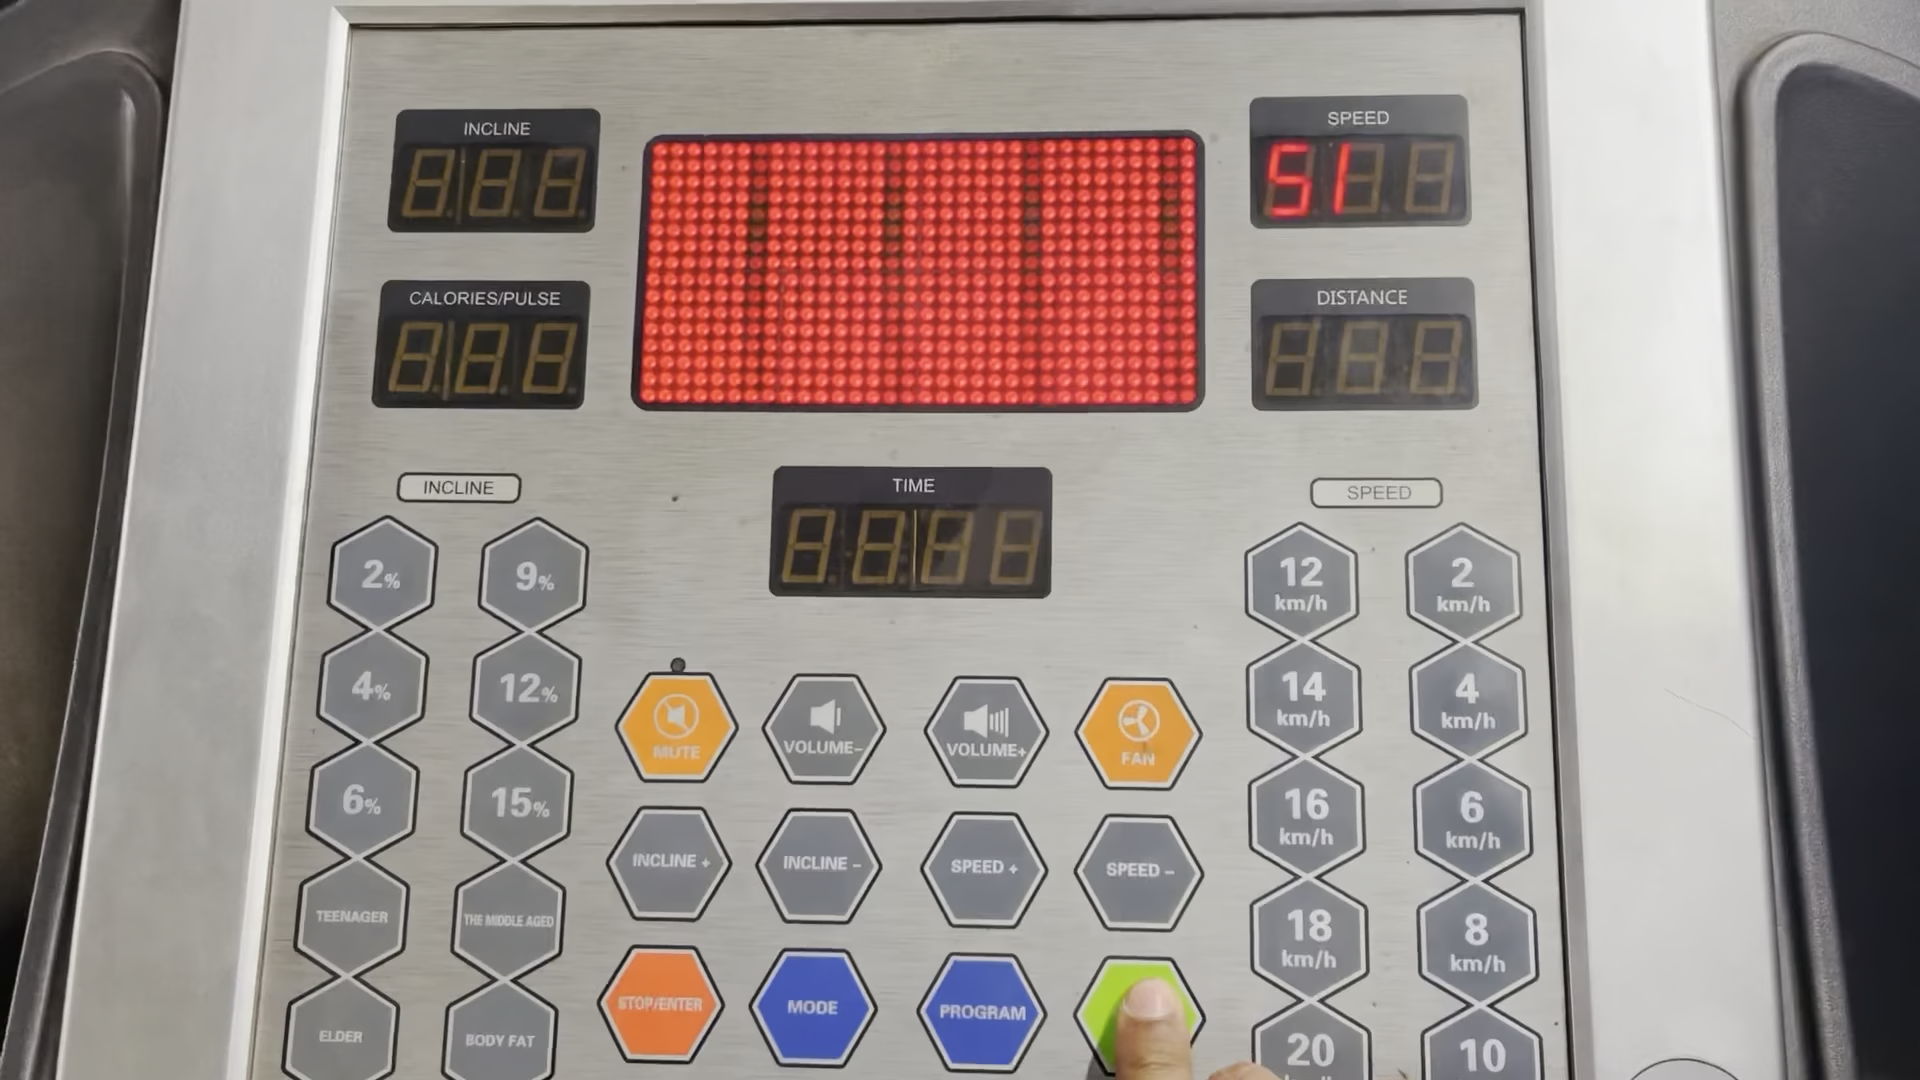 INCLINE
SPEED
51
CALORIES/PULSE
DISTANCE
TIME
INCLINE
SPEED
2%
9%
12
km/h
2
km/h
4%
12%
14
km/h
4
km/h
MUTE
VOLUME-
VOLUME+
FAN
6%
15%
16
km/h
6
km/h
INCLINE +
INCLINE -
SPEED +
SPEED -
TEENAGER
THE MIDDLE AGED
18
km/h
8
km/h
STOP/ENTER
MODE
PROGRAM
ELDER
BODY FAT
20
10